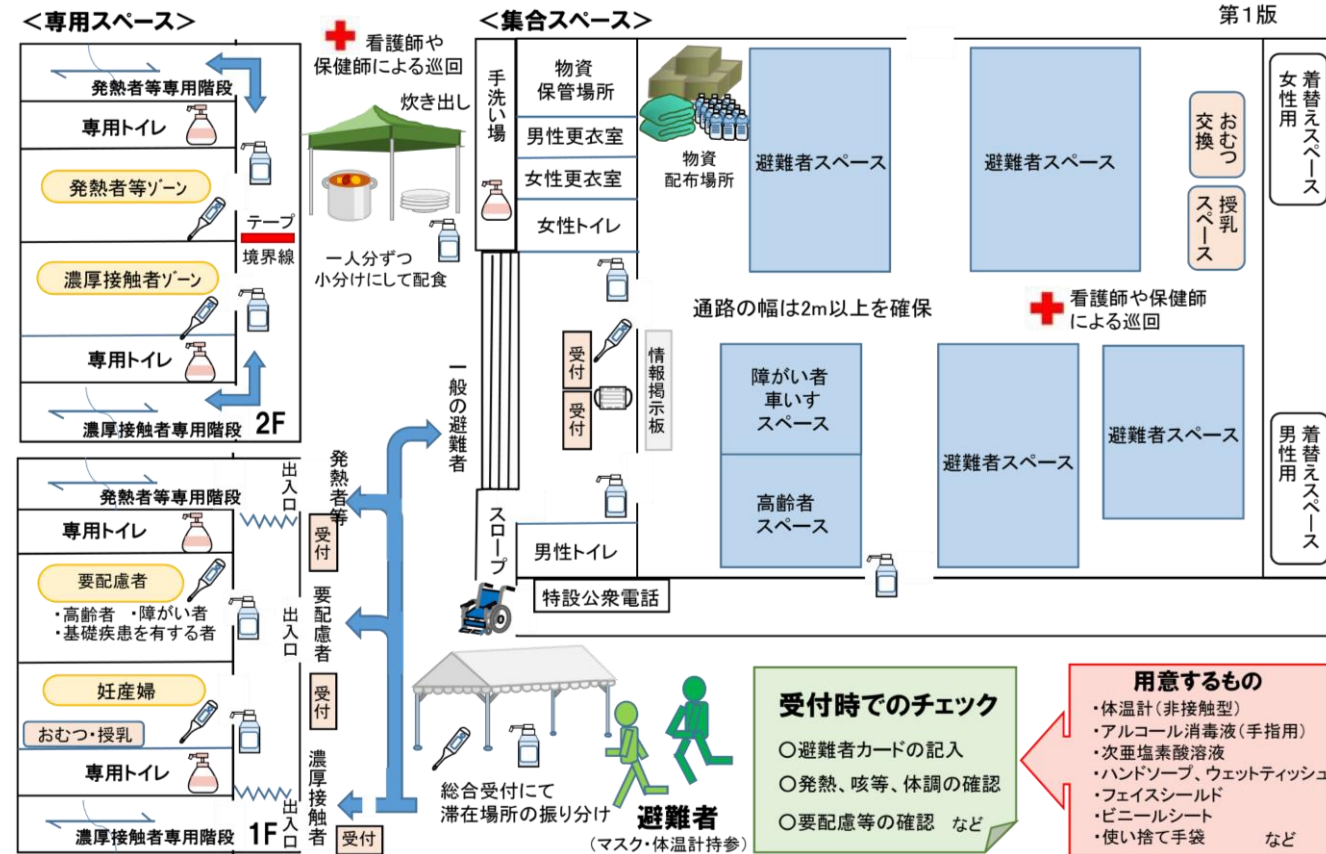 第1版
＜専用スペース＞
発熱者等専用階段
専用トイレ
発熱者等ゾーン
テープ
境界線
濃厚接触者ゾーン
専用トイレ
濃厚接触者専用階段
2F
発熱者等専用階段
出入口
専用トイレ
要配慮者
・高齢者 ・障がい者
・基礎疾患を有する者
出入口
妊産婦
おむつ・授乳
専用トイレ
濃厚接触者専用階段
1F
出入口
発熱者等
受付
要配慮者
受付
濃厚接触者
受付
看護師や
保健師による巡回
炊き出し
一人分ずつ
小分けにして配食
一般の避難者
＜集合スペース＞
手洗い場
物資
保管場所
男性更衣室
女性更衣室
女性トイレ
物資
配布場所
避難者スペース
避難者スペース
おむつ
交換
授乳
スペース
着替えスペース
女性用
通路の幅は2m以上を確保
看護師や保健師
による巡回
受付
受付
情報掲示板
障がい者
車いす
スペース
高齢者
スペース
避難者スペース
避難者スペース
着替えスペース
男性用
スロープ
男性トイレ
特設公衆電話
総合受付にて
滞在場所の振り分け
避難者
(マスク・体温計持参)
受付時でのチェック
○避難者カードの記入
○発熱、咳等、体調の確認
○要配慮等の確認 など
用意するもの
・体温計(非接触型)
・アルコール消毒液(手指用)
・次亜塩素酸溶液
・ハンドソープ、ウェットティッシュ
・フェイスシールド
・ビニールシート
・使い捨て手袋 など